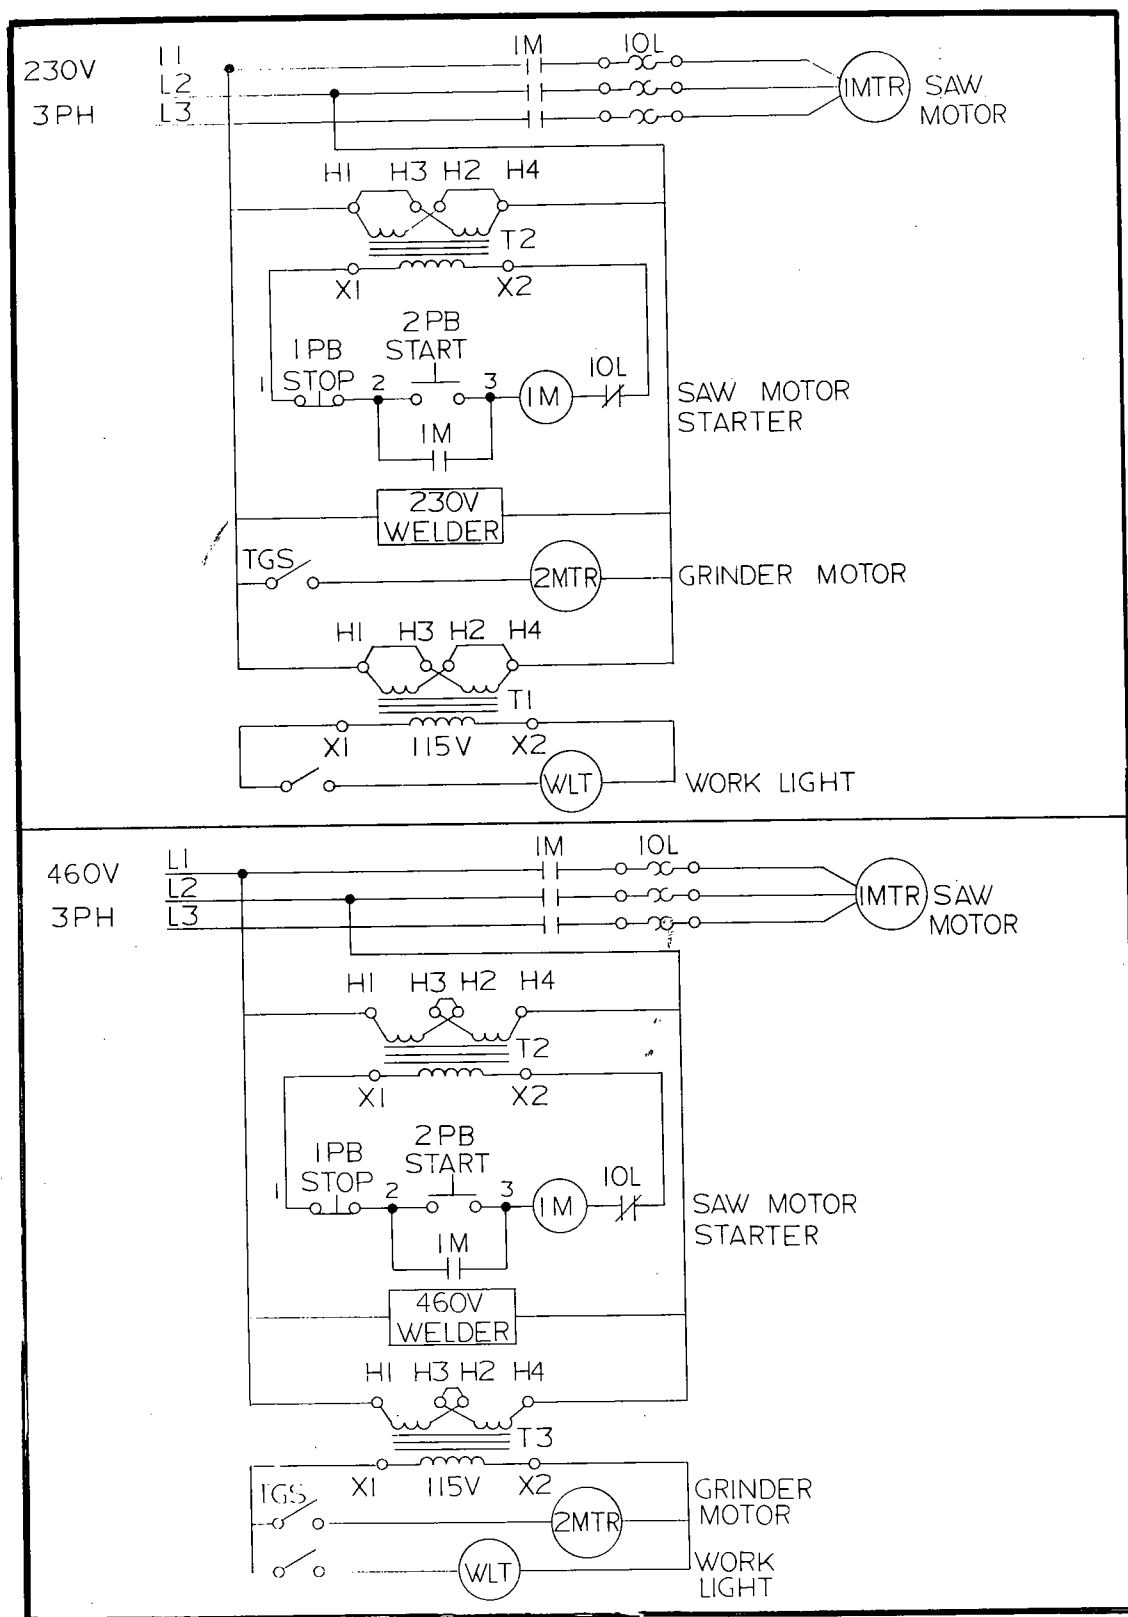 230V
3PH
L1
L2
L3
1M
1OL
1MTR
SAW
MOTOR
H1 H3 H2 H4
T2
X1
X2
2PB
START
1PB
STOP
1
2
3
1M
1OL
1M
SAW MOTOR
STARTER
230V
WELDER
TGS
2MTR
GRINDER MOTOR
H1 H3 H2 H4
T1
X1
115V
X2
WLT
WORK LIGHT
460V
3PH
L1
L2
L3
1M
1OL
1MTR
SAW
MOTOR
H1 H3 H2 H4
T2
X1
X2
2PB
START
1PB
STOP
1
2
3
1M
1OL
1M
SAW MOTOR
STARTER
460V
WELDER
H1 H3 H2 H4
T3
X1
115V
X2
TGS
2MTR
GRINDER
MOTOR
WLT
WORK
LIGHT